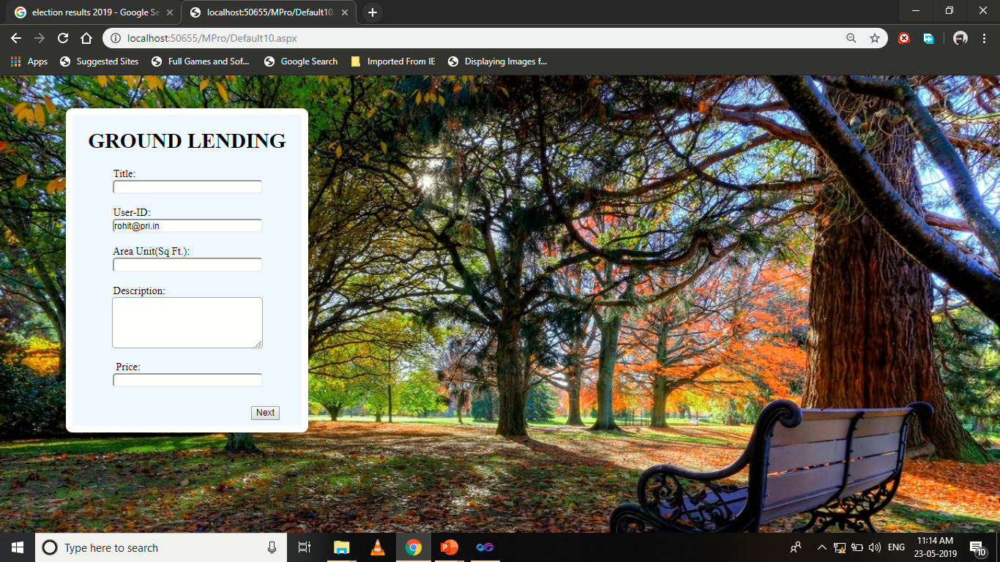 election results 2019 - Google Se
localhost:50655/MPro/Default10.
localhost:50655/MPro/Default10.aspx
Apps
Suggested Sites
Full Games and Sof...
Google Search
Imported From IE
Displaying Images f...
GROUND LENDING
Title:
User-ID:
rohit@pri.in
Area Unit(Sq Ft.):
Description:
Price:
Next
Type here to search
ENG
11:14 AM
23-05-2019
10